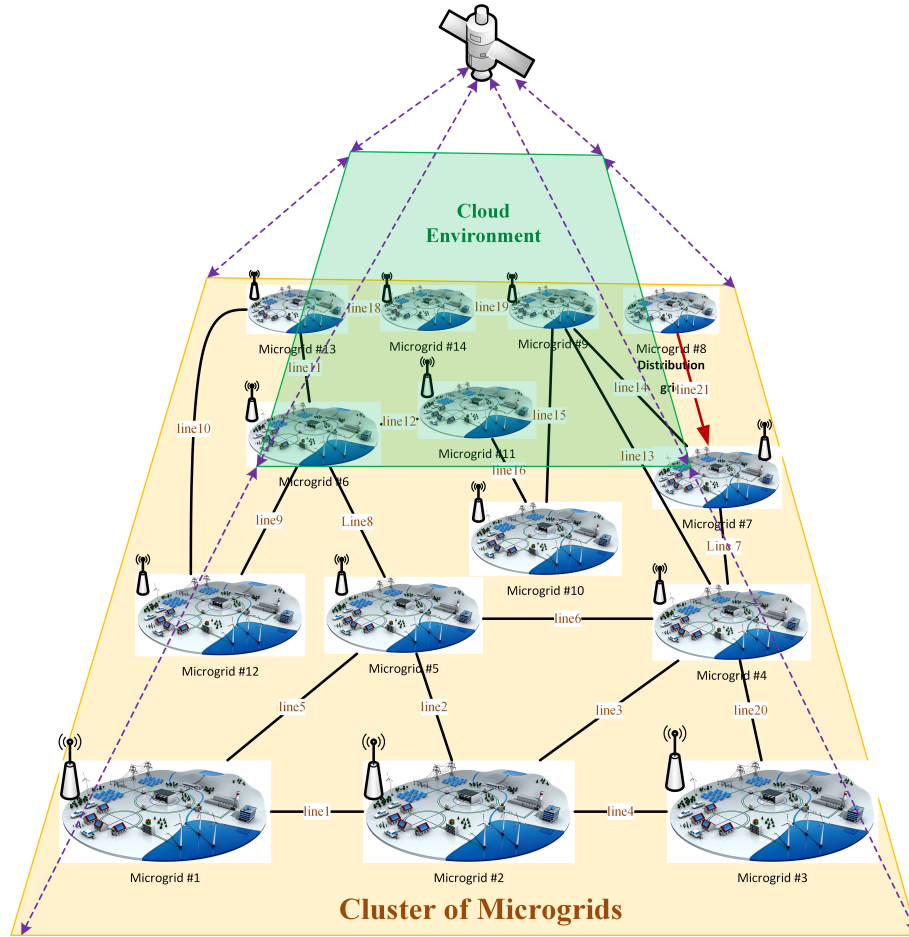 Cloud
Environment
line18
line19
Microgrid #13
Microgrid #14
Microgrid #9
Microgrid #8
Distribution
gri
line11
line14
line21
line10
line12
line15
Microgrid #11
line13
line16
Microgrid #6
Microgrid #7
line9
Line8
Line 7
Microgrid #10
line6
Microgrid #12
Microgrid #5
Microgrid #4
line5
line2
line3
line20
line1
line4
Microgrid #1
Microgrid #2
Microgrid #3
Cluster of Microgrids